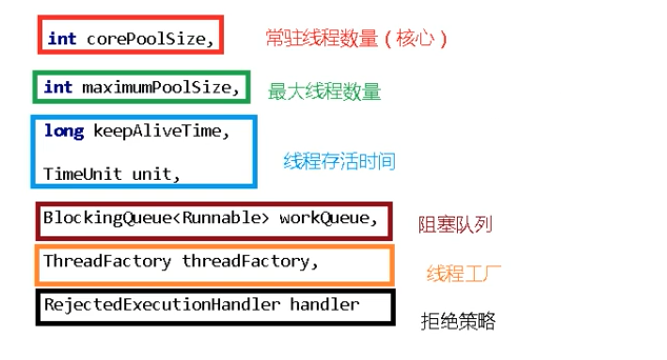 int corePoolSize, 常驻线程数量（核心）
int maximumPoolSize, 最大线程数量
long keepAliveTime,
线程存活时间
TimeUnit unit,
BlockingQueue<Runnable> workQueue, 阻塞队列
ThreadFactory threadFactory, 线程工厂
RejectedExecutionHandler handler 拒绝策略